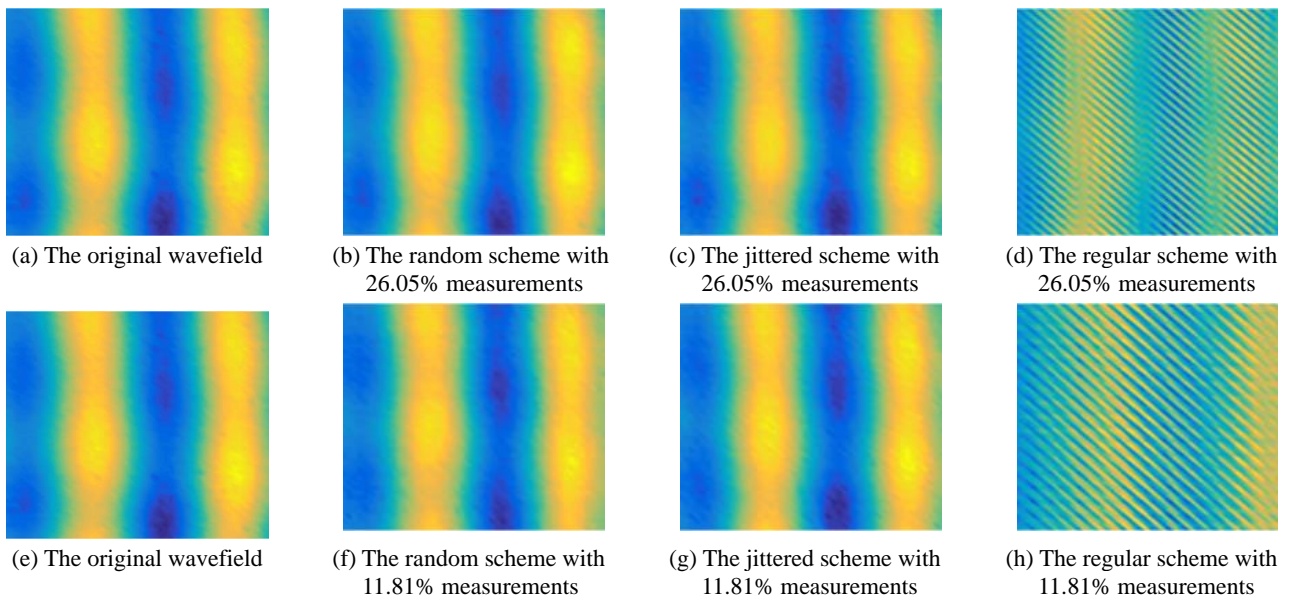 (a) The original wavefield
(b) The random scheme with
26.05% measurements
(c) The jittered scheme with
26.05% measurements
(d) The regular scheme with
26.05% measurements
(e) The original wavefield
(f) The random scheme with
11.81% measurements
(g) The jittered scheme with
11.81% measurements
(h) The regular scheme with
11.81% measurements